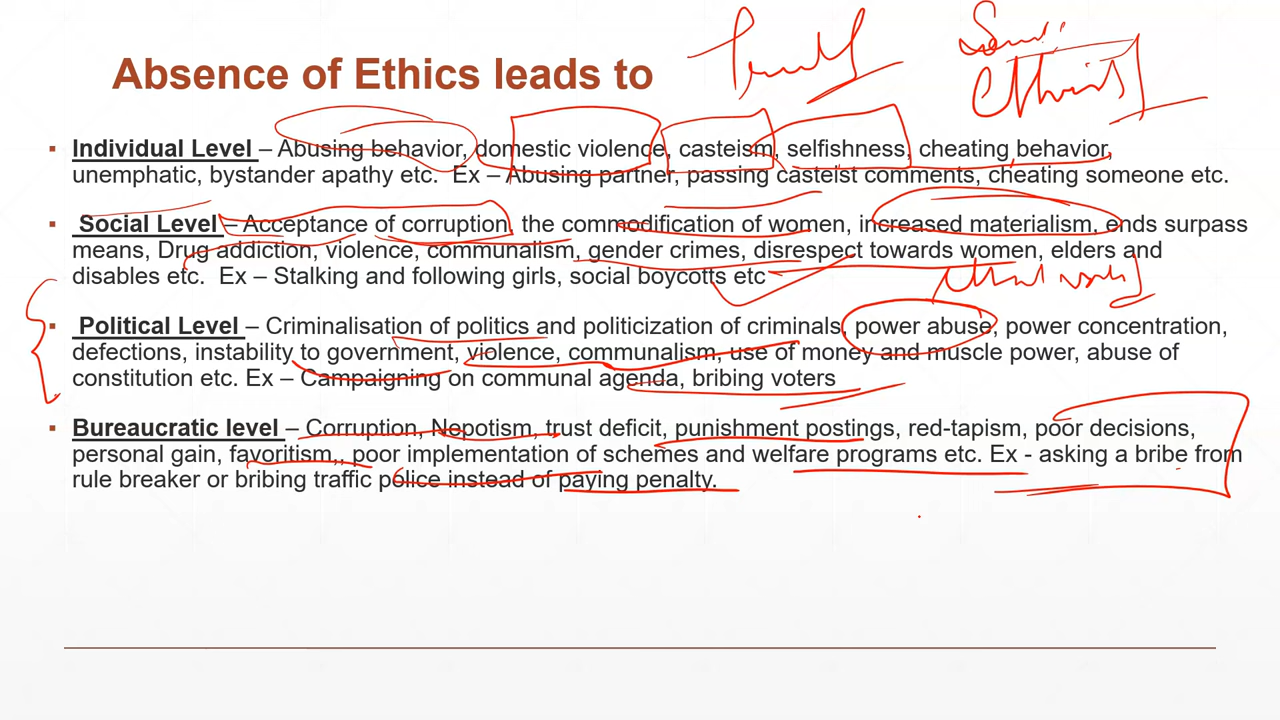 Absence of Ethics leads to
▪ Individual Level – Abusing behavior, domestic violence, casteism, selfishness, cheating behavior,
unemphatic, bystander apathy etc. Ex – Abusing partner, passing casteist comments, cheating someone etc.
▪ Social Level – Acceptance of corruption, the commodification of women, increased materialism, ends surpass
means, Drug addiction, violence, communalism, gender crimes, disrespect towards women, elders and
disables etc. Ex – Stalking and following girls, social boycotts etc
▪ Political Level – Criminalisation of politics and politicization of criminals, power abuse, power concentration,
defections, instability to government, violence, communalism, use of money and muscle power, abuse of
constitution etc. Ex – Campaigning on communal agenda, bribing voters
▪ Bureaucratic level – Corruption, Nepotism, trust deficit, punishment postings, red-tapism, poor decisions,
personal gain, favoritism,, poor implementation of schemes and welfare programs etc. Ex - asking a bribe from
rule breaker or bribing traffic police instead of paying penalty.